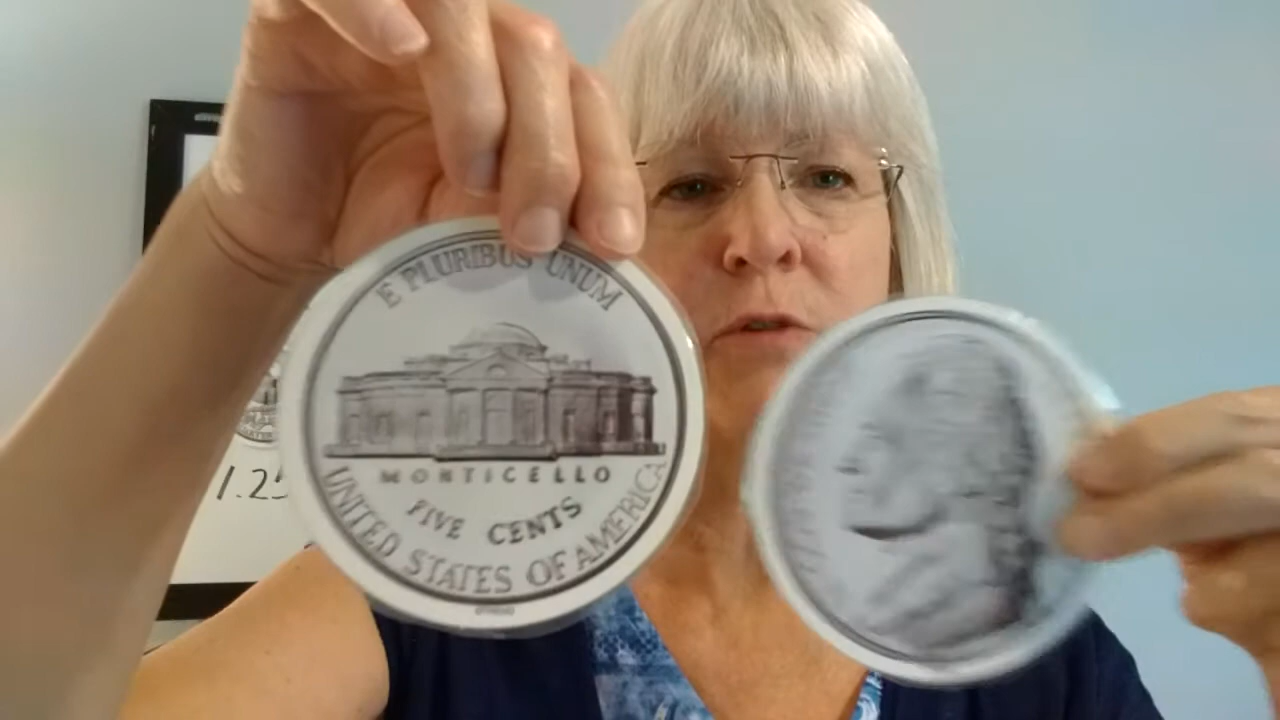 E PLURIBUS UNUM
MONTICELLO
FIVE CENTS
UNITED STATES OF AMERICA
1.25